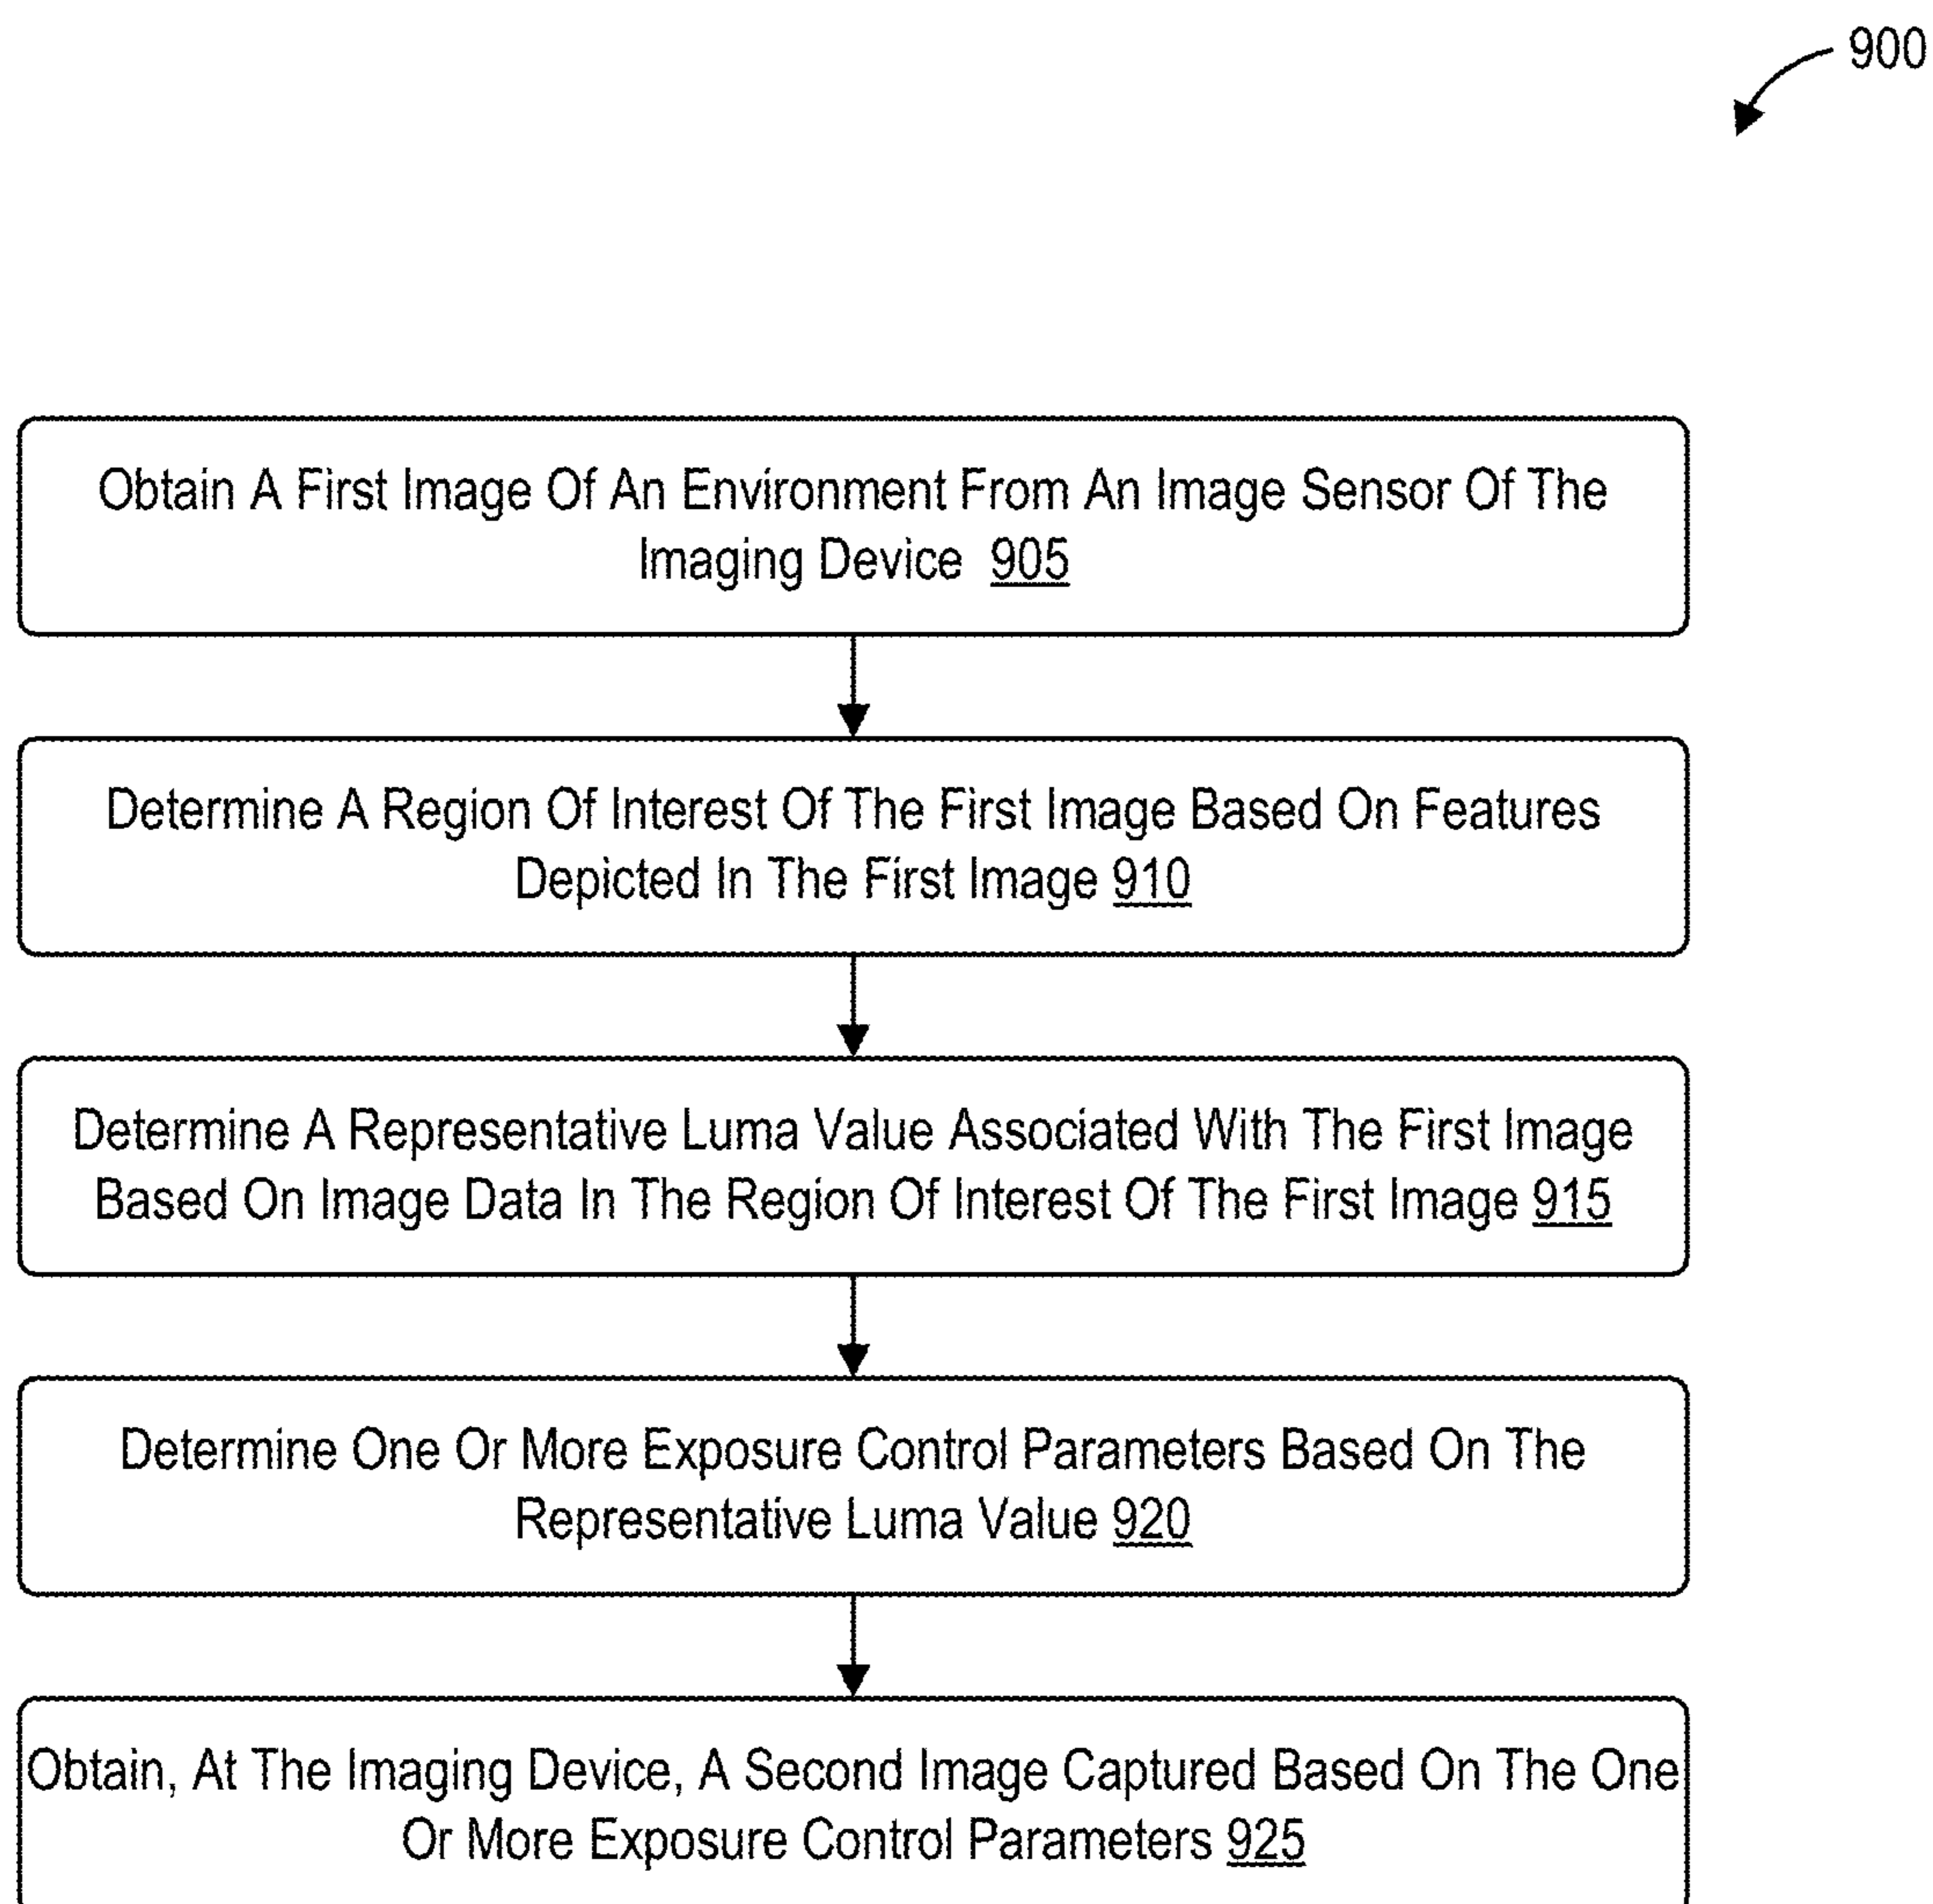 900
Obtain A First Image Of An Environment From An Image Sensor Of The
Imaging Device 905
Determine A Region Of Interest Of The First Image Based On Features
Depicted In The First Image 910
Determine A Representative Luma Value Associated With The First Image
Based On Image Data In The Region Of Interest Of The First Image 915
Determine One Or More Exposure Control Parameters Based On The
Representative Luma Value 920
Obtain, At The Imaging Device, A Second Image Captured Based On The One
Or More Exposure Control Parameters 925